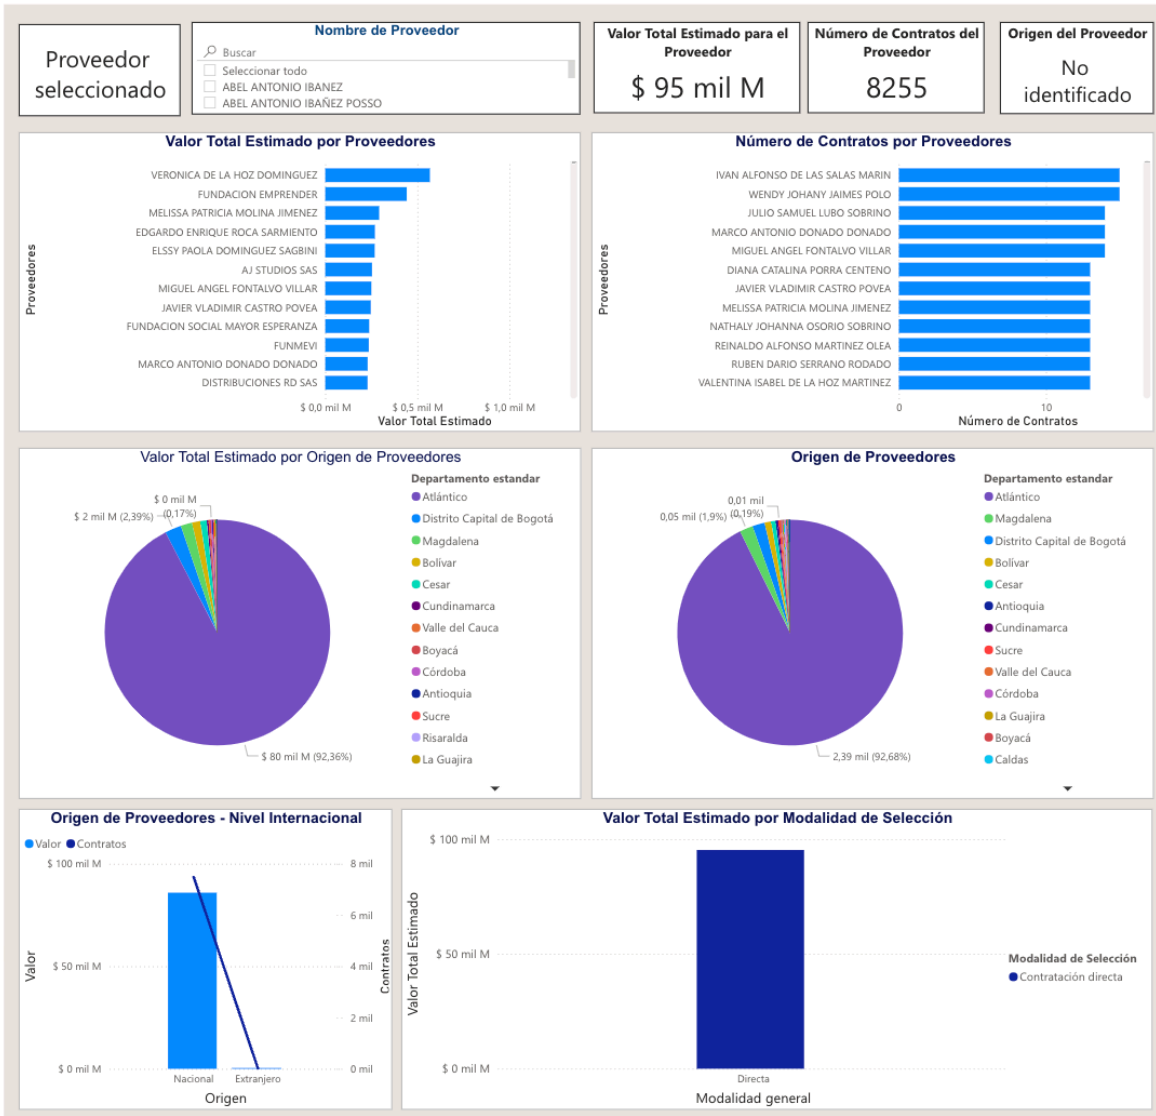 Proveedor
seleccionado
Nombre de Proveedor
Buscar
Seleccionar todo
ABEL ANTONIO IBANEZ
ABEL ANTONIO IBAÑEZ POSSO
Valor Total Estimado para el
Proveedor
$ 95 mil M
Número de Contratos del
Proveedor
8255
Origen del Proveedor
No
identificado
Valor Total Estimado por Proveedores
Proveedores
VERONICA DE LA HOZ DOMINGUEZ
FUNDACION EMPRENDER
MELISSA PATRICIA MOLINA JIMENEZ
EDGARDO ENRIQUE ROCA SARMIENTO
ELSSY PAOLA DOMINGUEZ SAGBINI
AJ STUDIOS SAS
MIGUEL ANGEL FONTALVO VILLAR
JAVIER VLADIMIR CASTRO POVEA
FUNDACION SOCIAL MAYOR ESPERANZA
FUNMEVI
MARCO ANTONIO DONADO DONADO
DISTRIBUCIONES RD SAS
$ 0,0 mil M $ 0,5 mil M $ 1,0 mil M
Valor Total Estimado
Número de Contratos por Proveedores
Proveedores
IVAN ALFONSO DE LAS SALAS MARIN
WENDY JOHANY JAIMES POLO
JULIO SAMUEL LUBO SOBRINO
MARCO ANTONIO DONADO DONADO
MIGUEL ANGEL FONTALVO VILLAR
DIANA CATALINA PORRA CENTENO
JAVIER VLADIMIR CASTRO POVEA
MELISSA PATRICIA MOLINA JIMENEZ
NATHALY JOHANNA OSORIO SOBRINO
REINALDO ALFONSO MARTINEZ OLEA
RUBEN DARIO SERRANO RODADO
VALENTINA ISABEL DE LA HOZ MARTINEZ
0 10
Número de Contratos
Valor Total Estimado por Origen de Proveedores
$ 0 mil M
(0,17%)
$ 2 mil M (2,39%)
$ 80 mil M (92,36%)
Departamento estandar
Atlántico
Distrito Capital de Bogotá
Magdalena
Bolívar
Cesar
Cundinamarca
Valle del Cauca
Boyacá
Córdoba
Antioquia
Sucre
Risaralda
La Guajira
Origen de Proveedores
0,01 mil
(0,19%)
0,05 mil (1,9%)
2,39 mil (92,68%)
Departamento estandar
Atlántico
Magdalena
Distrito Capital de Bogotá
Bolívar
Cesar
Antioquia
Cundinamarca
Sucre
Valle del Cauca
Córdoba
La Guajira
Boyacá
Caldas
Origen de Proveedores - Nivel Internacional
Valor Contratos
Valor
$ 100 mil M
$ 50 mil M
$ 0 mil M
8 mil
6 mil
4 mil
2 mil
0 mil
Contratos
Nacional Extranjero
Origen
Valor Total Estimado por Modalidad de Selección
Valor Total Estimado
$ 100 mil M
$ 50 mil M
$ 0 mil M
Directa
Modalidad general
Modalidad de Selección
Contratación directa